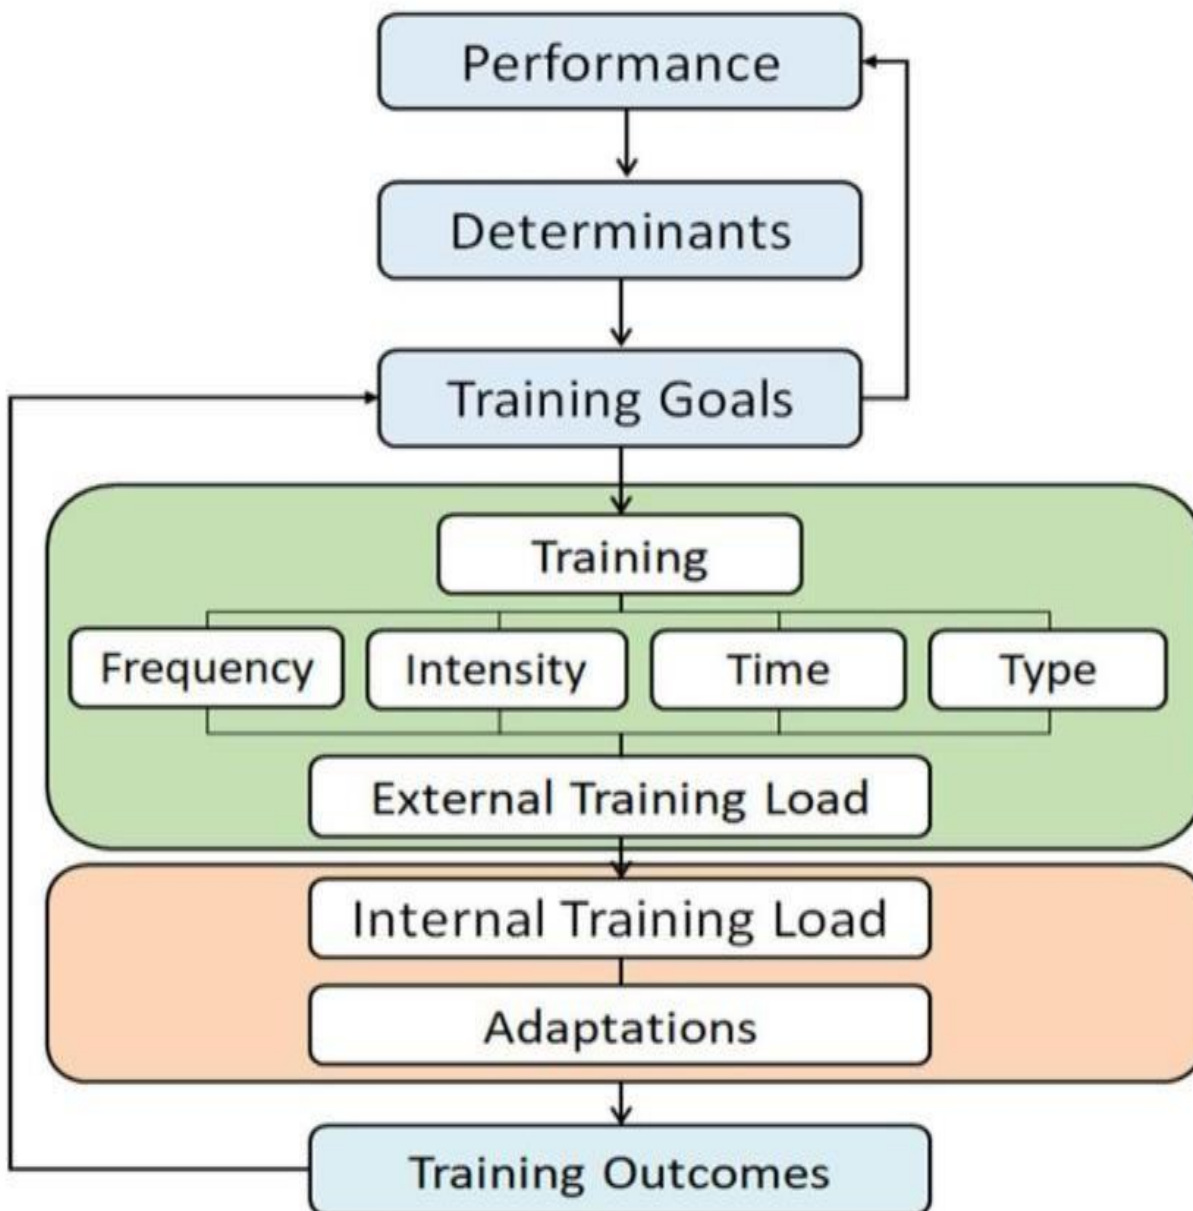 Performance
Determinants
Training Goals
Training
Frequency
Intensity
Time
Type
External Training Load
Internal Training Load
Adaptations
Training Outcomes